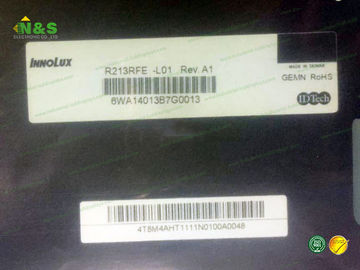 N&S
INNOLUX
R213RFE -L01 Rev. A1
6WA14013B7G0013
MADE IN TAIWAN
GEMN RoHS
IDTech
4T8M4AHT1111N0100A0048